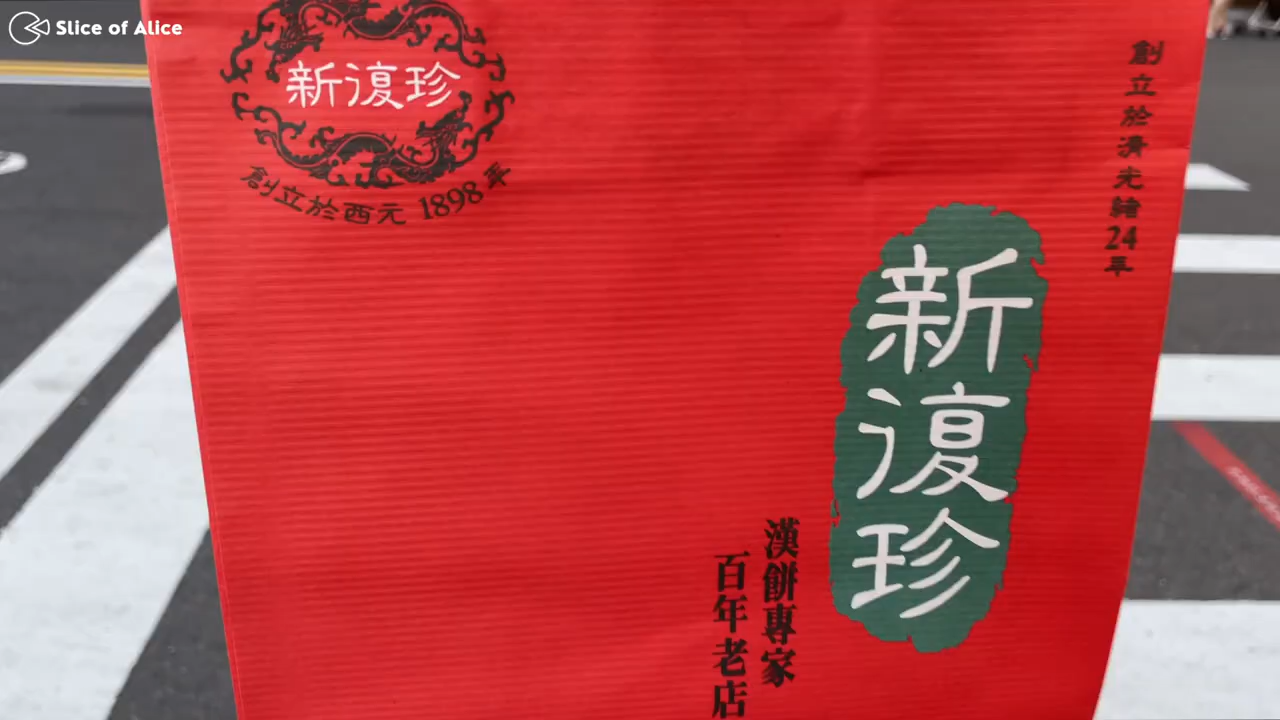 Slice of Alice
新復珍
創立於西元1898年
創立於清光緒24年
新復珍
漢餅專家
百年老店